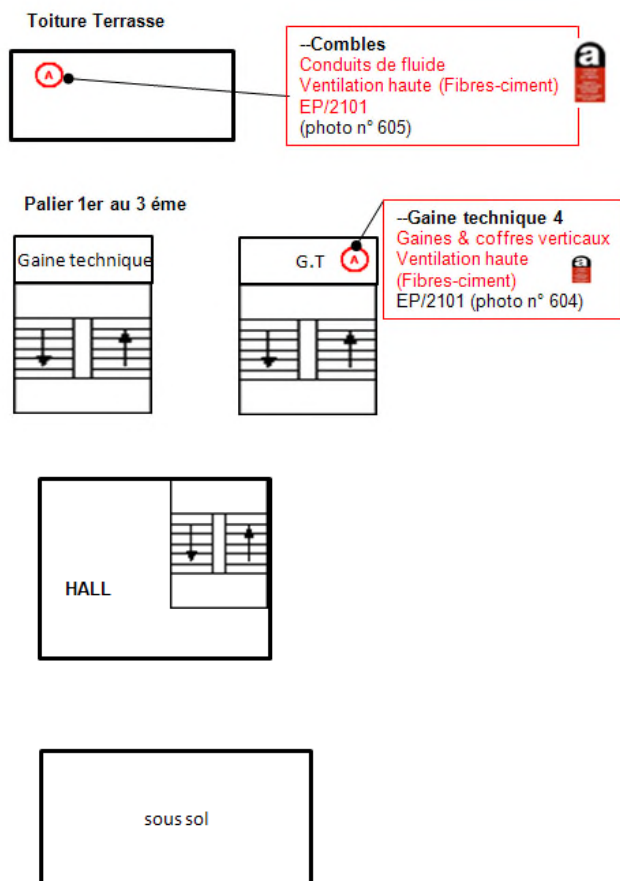 Toiture Terrasse
--Combles
Conduits de fluide
Ventilation haute (Fibres-ciment)
EP/2101
(photo n° 605)
a
A
Palier 1er au 3 éme
--Gaine technique 4
Gaines & coffres verticaux
Ventilation haute
(Fibres-ciment)
EP/2101 (photo n° 604)
a
Gaine technique
G.T
A
HALL
sous sol